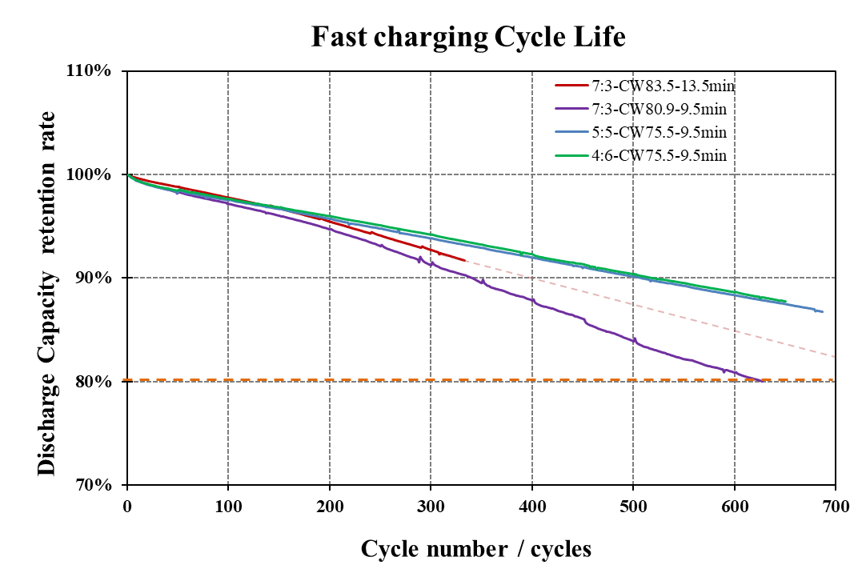 Fast charging Cycle Life
110%
100%
90%
80%
70%
Discharge Capacity retention rate
7:3-CW83.5-13.5min
7:3-CW80.9-9.5min
5:5-CW75.5-9.5min
4:6-CW75.5-9.5min
0 100 200 300 400 500 600 700
Cycle number / cycles